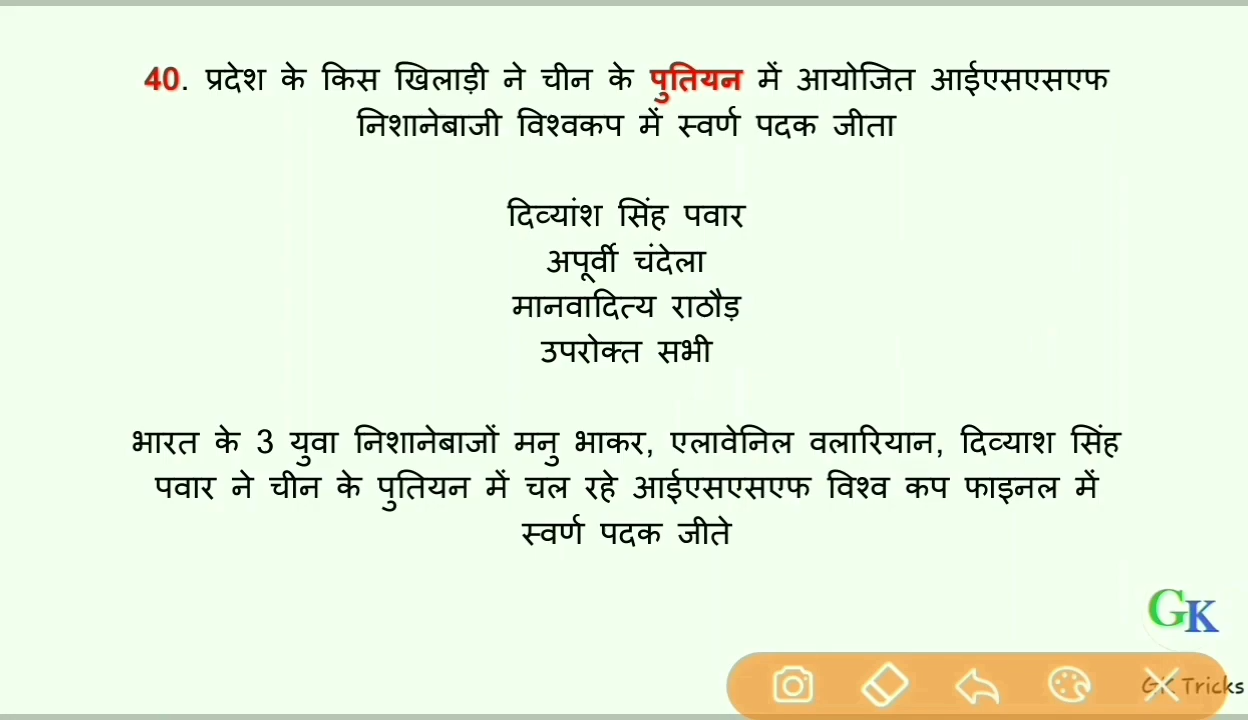 40. प्रदेश के किस खिलाड़ी ने चीन के पुतियन में आयोजित आईएसएसएफ
निशानेबाजी विश्वकप में स्वर्ण पदक जीता
दिव्यांश सिंह पवार
अपूर्वी चंदेला
मानवादित्य राठौड़
उपरोक्त सभी
भारत के 3 युवा निशानेबाजों मनु भाकर, एलावेनिल वलारियान, दिव्याश सिंह
पवार ने चीन के पुतियन में चल रहे आईएसएसएफ विश्व कप फाइनल में
स्वर्ण पदक जीते
GK
GK Tricks